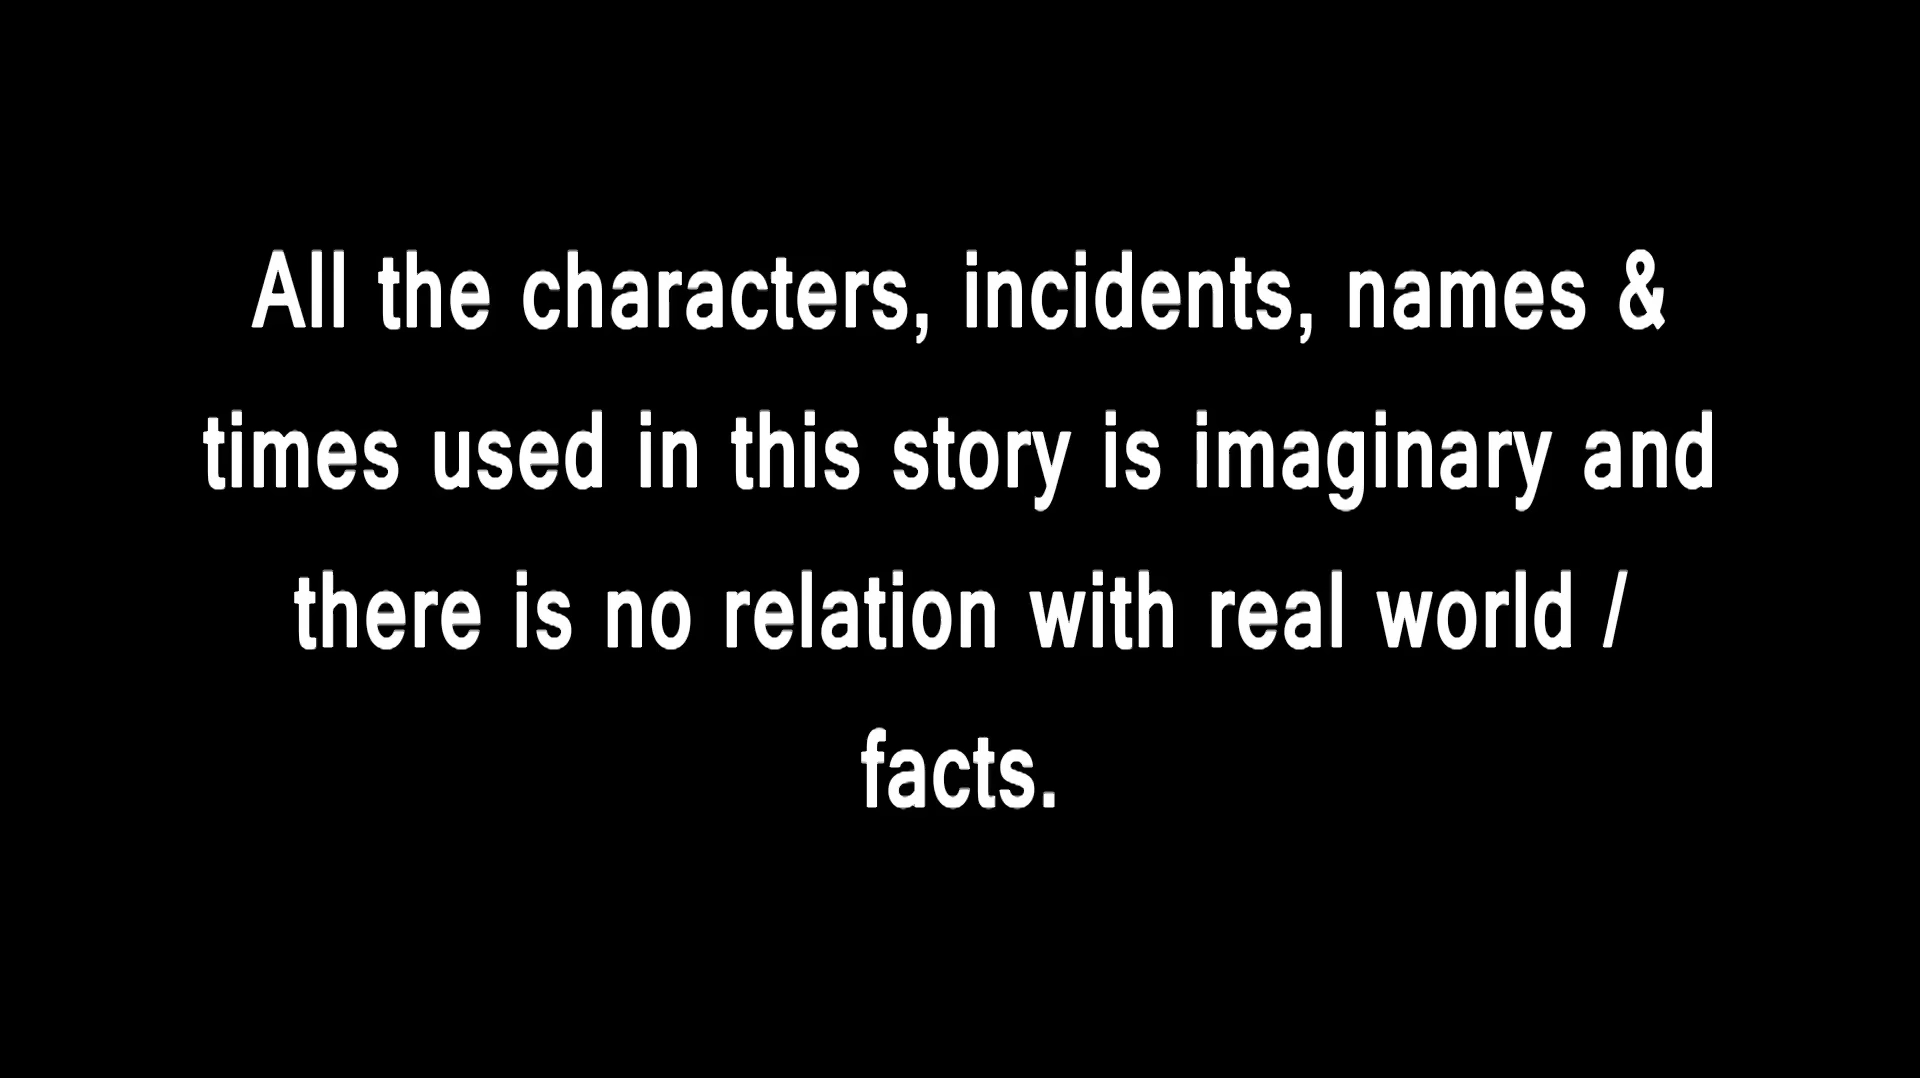 All the characters, incidents, names &
times used in this story is imaginary and
there is no relation with real world /
facts.